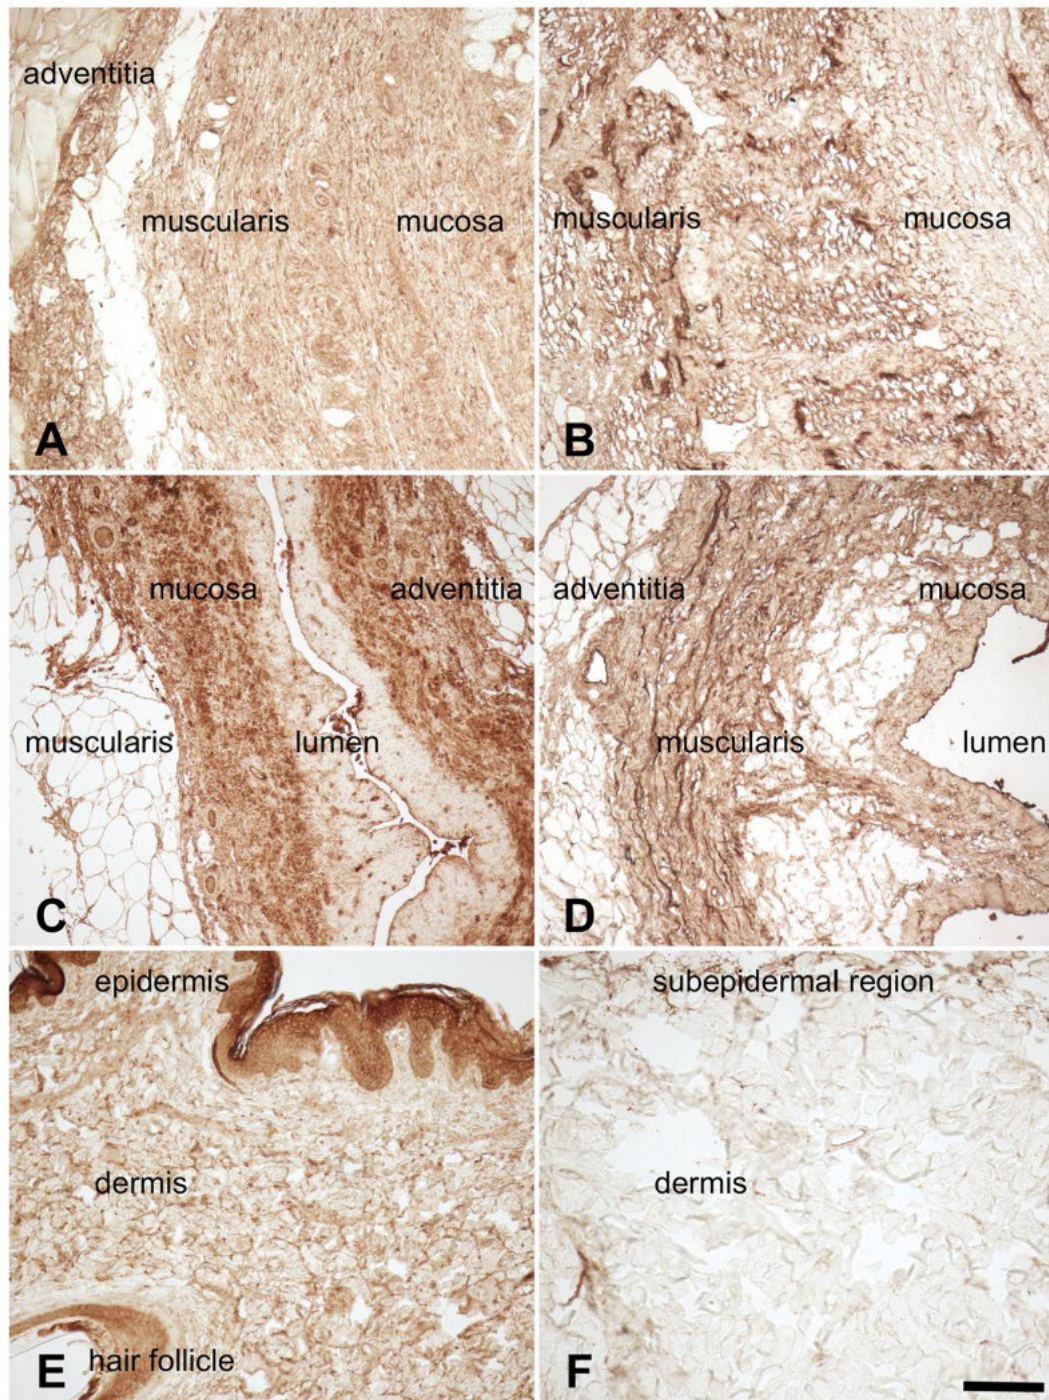 adventitia
muscularis
mucosa
A
muscularis
mucosa
B
mucosa
adventitia
muscularis
lumen
C
adventitia
mucosa
muscularis
lumen
D
epidermis
dermis
hair follicle
E
subepidermal region
dermis
F